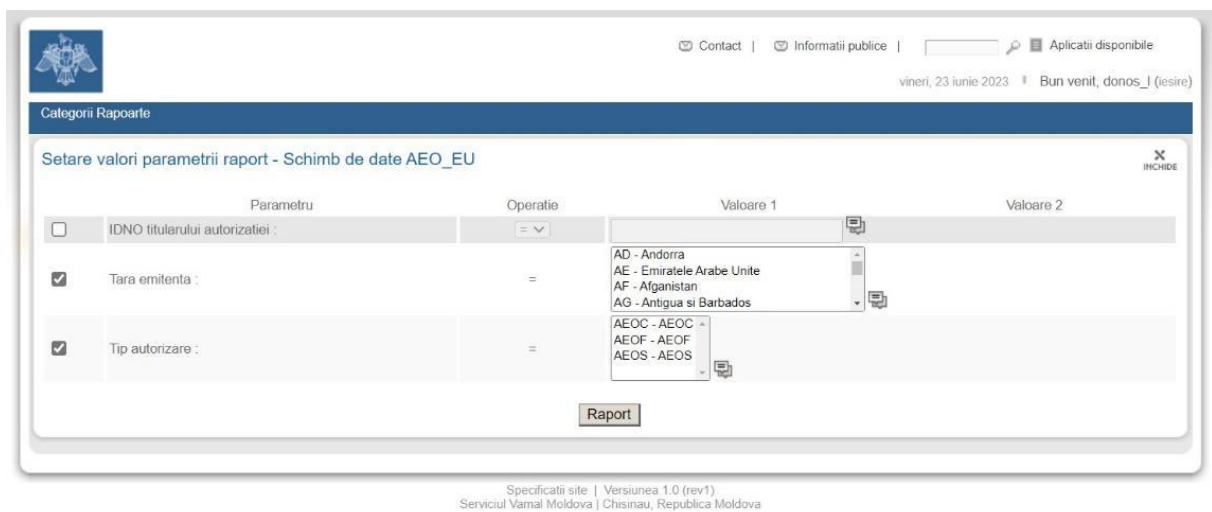 Contact | Informatii publice | Aplicatii disponibile
vineri, 23 iunie 2023 Bun venit, donos_l (iesire)
Categorii Rapoarte
Setare valori parametrii raport - Schimb de date AEO_EU
INCHIDE
Parametru Operatie Valoare 1 Valoare 2
IDNO titularului autorizatiei : =
Tara emitenta : =
AD - Andorra
AE - Emiratele Arabe Unite
AF - Afganistan
AG - Antigua si Barbados
Tip autorizare : =
AEOC - AEOC
AEOF - AEOF
AEOS - AEOS
Raport
Specificatii site | Versiunea 1.0 (rev1)
Serviciul Vamal Moldova | Chisinau, Republica Moldova